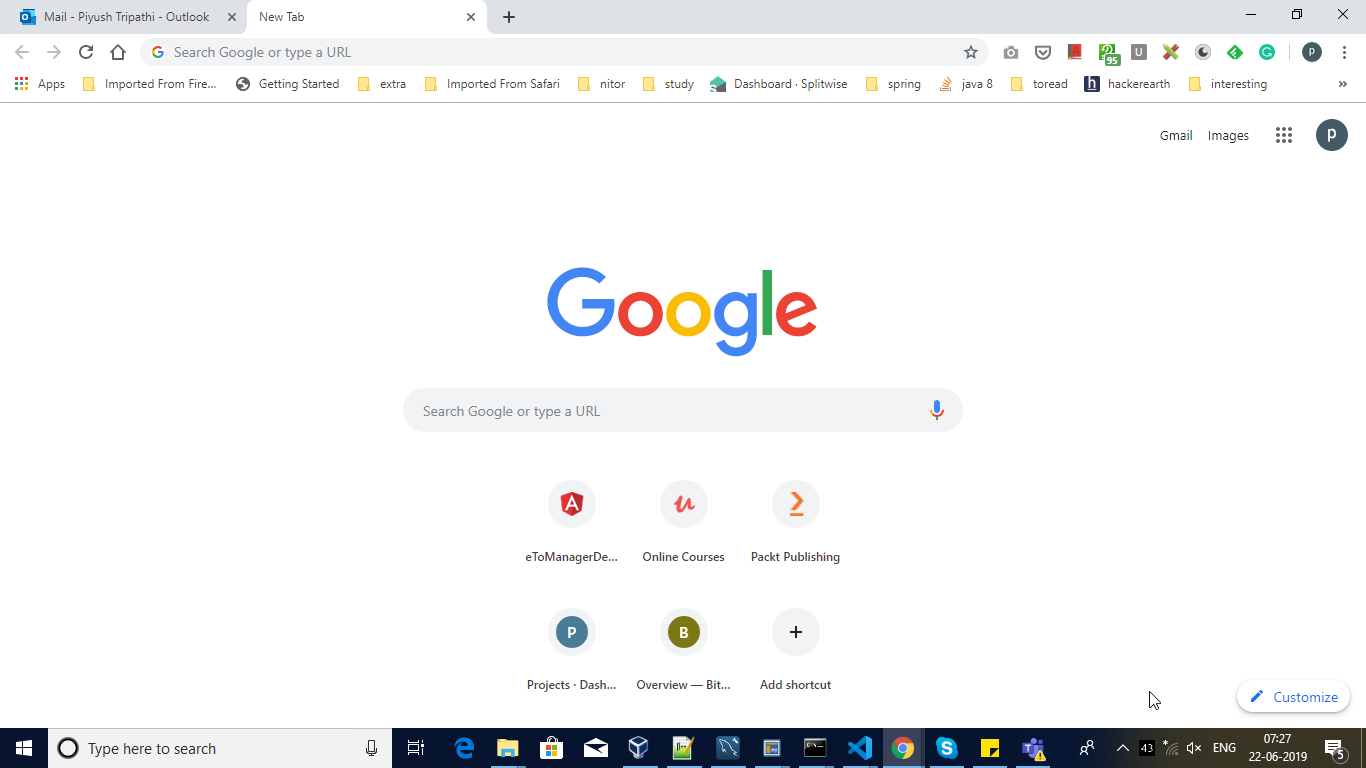 Mail - Piyush Tripathi - Outlook
New Tab
Search Google or type a URL
95
U
p
Apps
Imported From Fire...
Getting Started
extra
Imported From Safari
nitor
study
Dashboard · Splitwise
spring
java 8
toread
h
hackerearth
interesting
»
Gmail
Images
p
Google
Search Google or type a URL
eToManagerDe...
Online Courses
Packt Publishing
P
B
Projects · Dash...
Overview — Bit...
Add shortcut
Customize
Type here to search
43
ENG
07:27
22-06-2019
5